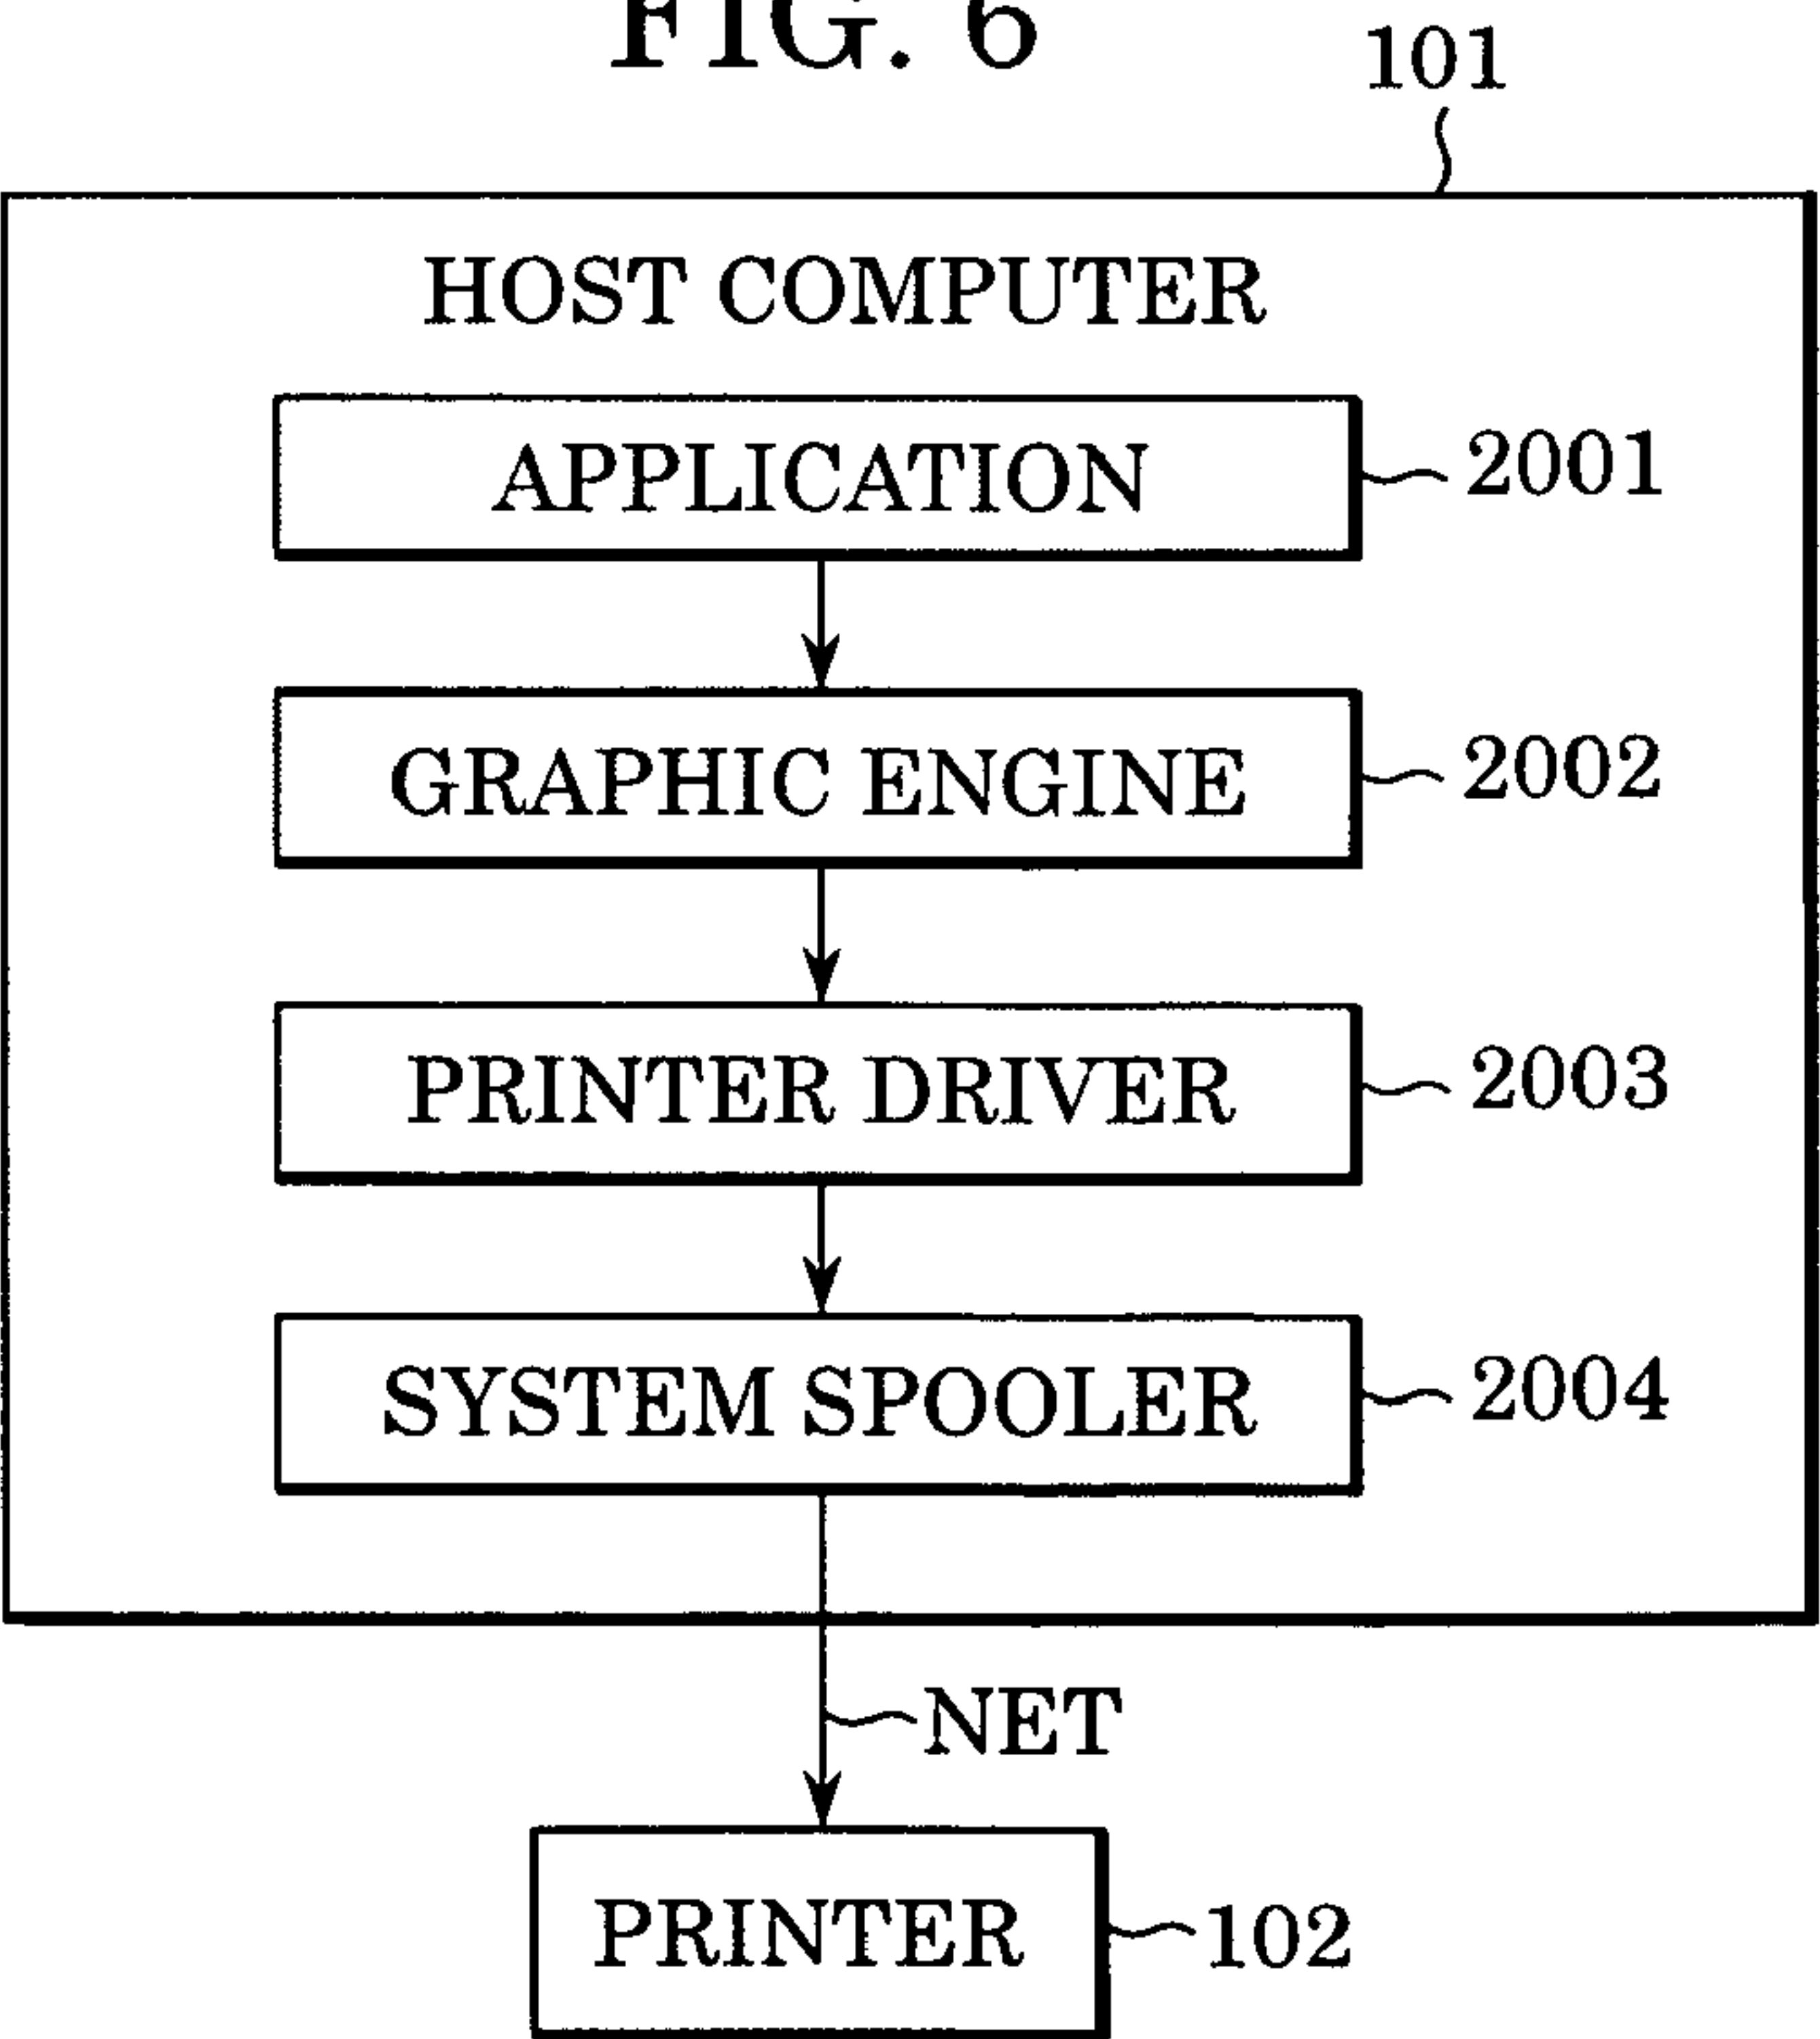 FIG. 6
101
HOST COMPUTER
APPLICATION 2001
GRAPHIC ENGINE 2002
PRINTER DRIVER 2003
SYSTEM SPOOLER 2004
NET
PRINTER 102